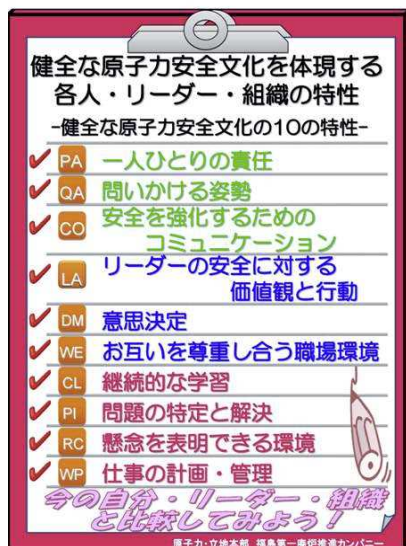 健全な原子力安全文化を体現する
各人・リーダー・組織の特性
-健全な原子力安全文化の10の特性-
PA 一人ひとりの責任
QA 問いかける姿勢
CO 安全を強化するための
コミュニケーション
LA リーダーの安全に対する
価値観と行動
DM 意思決定
WE お互いを尊重し合う職場環境
CL 継続的な学習
PI 問題の特定と解決
RC 懸念を表明できる環境
WP 仕事の計画・管理
今の自分・リーダー・組織
と比較してみよう！
原子力・立地本部 福島第一廃炉推進カンパニー